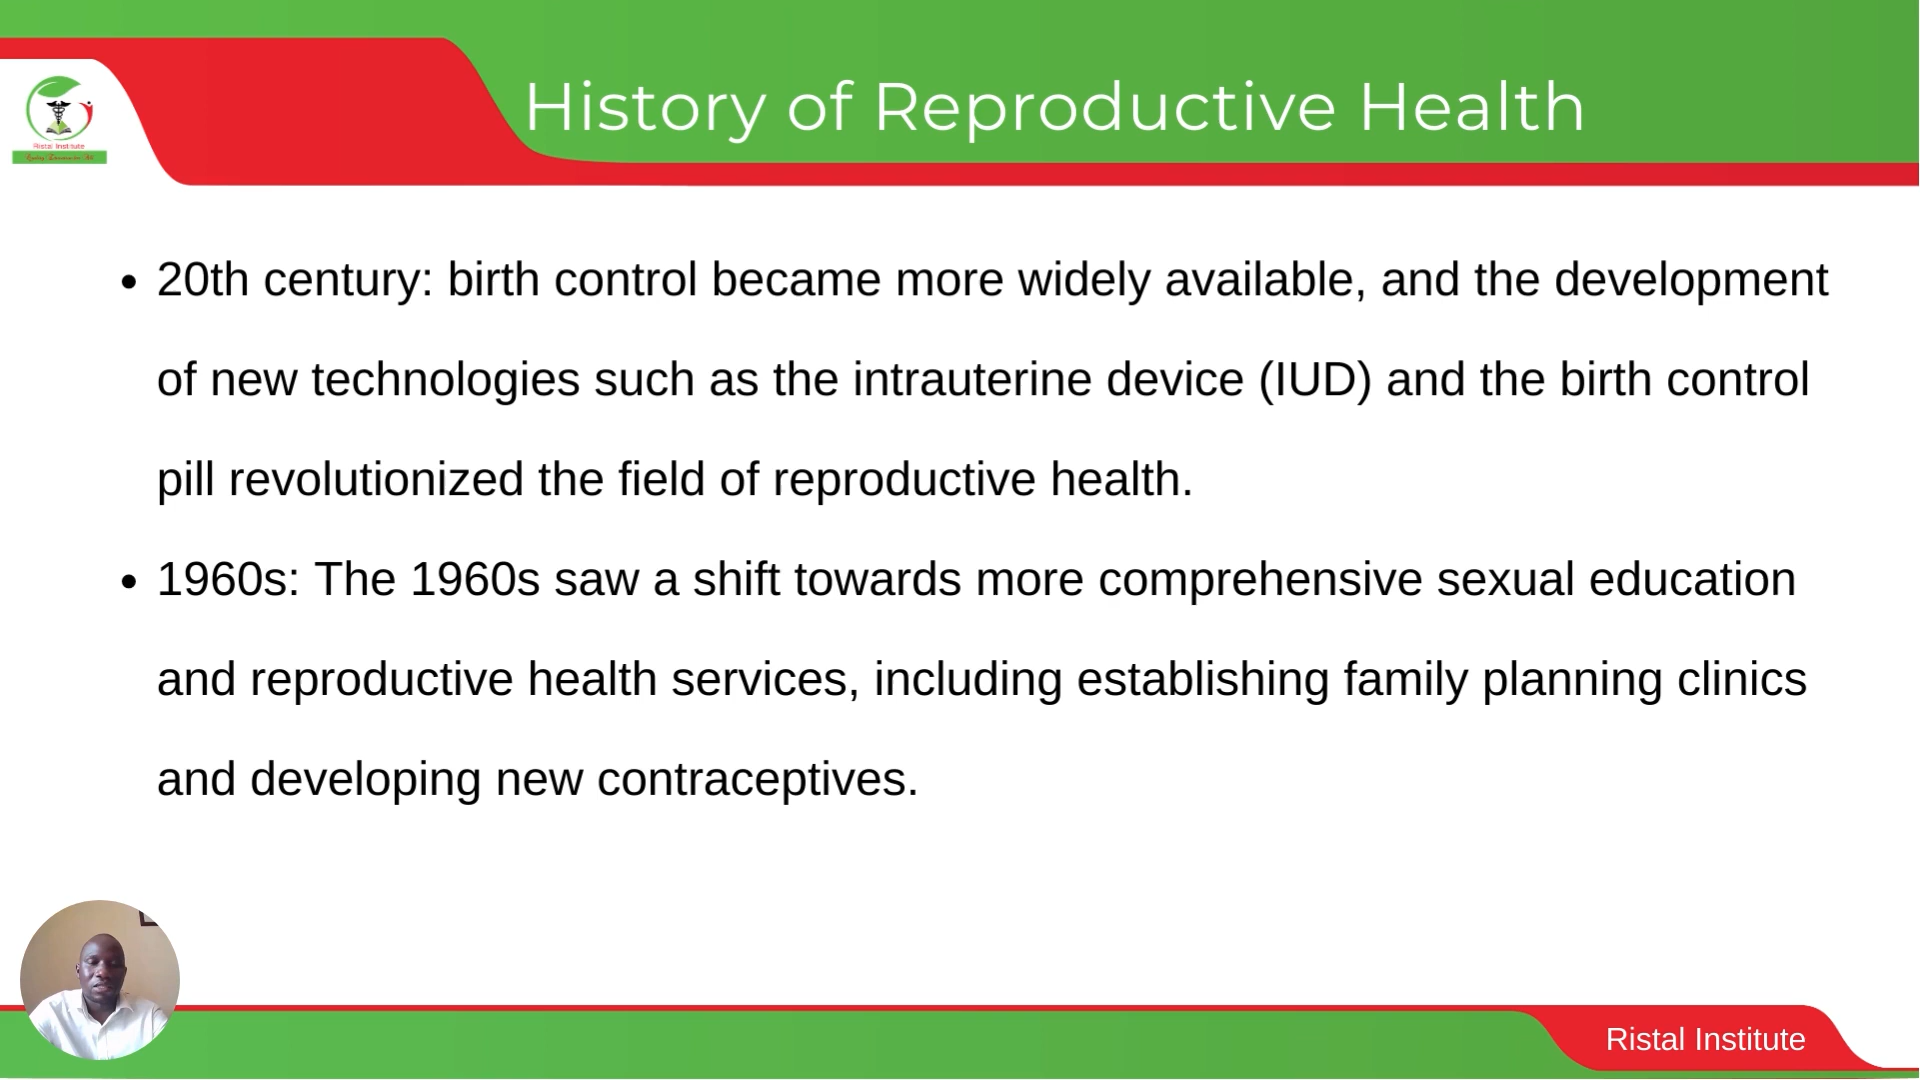 History of Reproductive Health
Ristal Institute
• 20th century: birth control became more widely available, and the development
of new technologies such as the intrauterine device (IUD) and the birth control
pill revolutionized the field of reproductive health.
• 1960s: The 1960s saw a shift towards more comprehensive sexual education
and reproductive health services, including establishing family planning clinics
and developing new contraceptives.
Ristal Institute